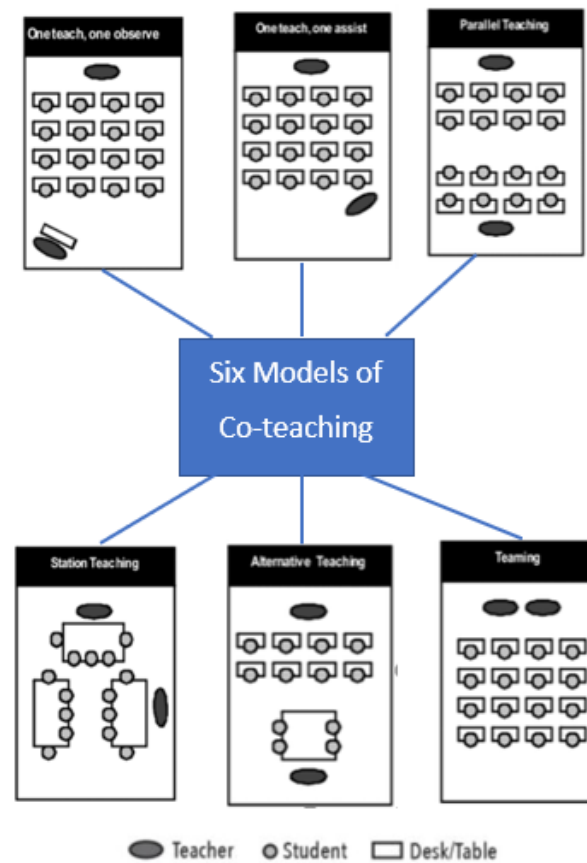 One teach, one observe
One teach, one assist
Parallel Teaching
Six Models of
Co-teaching
Station Teaching
Alternative Teaching
Teaming
Teacher
Student
Desk/Table